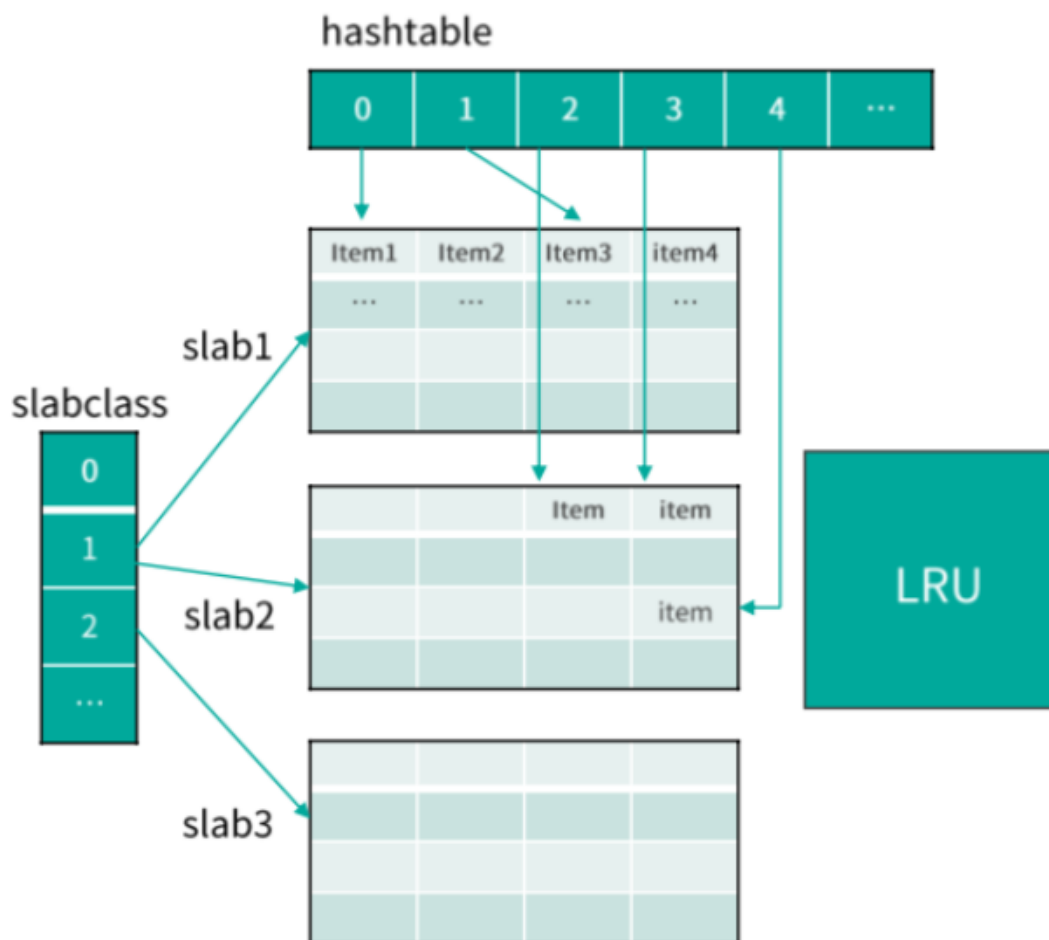 hashtable
0 1 2 3 4 ...
Item1 Item2 Item3 item4
... ... ... ...
slab1
slabclass
0
1
2
...
Item item
item
slab2
LRU
slab3